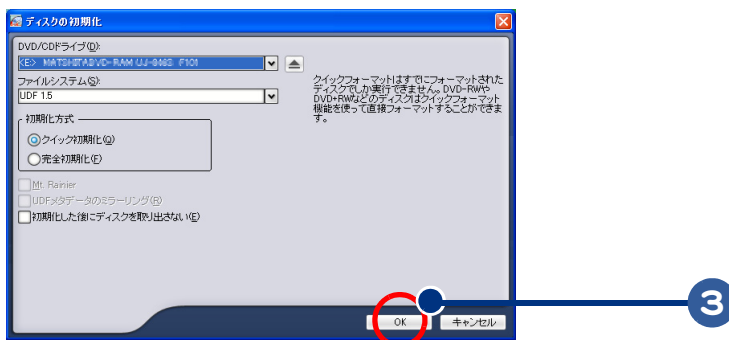 ディスクの初期化
DVD/CDドライブ(D):
<E> MATSHITADVD-RAM UJ-846S F101
ファイルシステム(S):
UDF 1.5
クイックフォーマットはすでにフォーマットされた
ディスクでしか実行できません。DVD-RWや
DVD+RWなどのディスクはクイックフォーマット
機能を使って直接フォーマットすることができま
す。
初期化方式
クイック初期化(Q)
完全初期化(F)
Mt. Rainier
UDFメタデータのミラーリング(R)
初期化した後にディスクを取り出さない(E)
OK
キャンセル
3